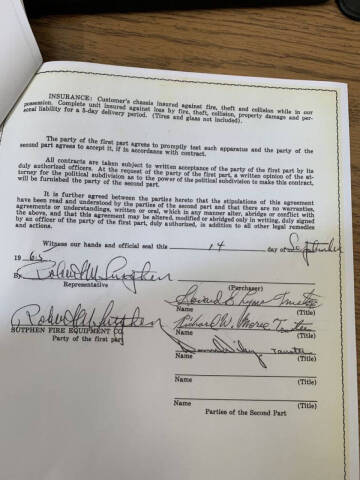 INSURANCE: Customer's chassis insured against fire, theft and collision while in our
possession. Complete unit insured against loss by fire, theft, collision, property damage and per-
sonal liability for a 5-day delivery period. (Tires and glass not included).
The party of the first part agrees to promptly test such apparatus and the party of the
second part agrees to accept it, if in accordance with contract.
All contracts are taken subject to written acceptance of the party of the first part by its
duly authorized officers. At the request of the party of the first part, a written opinion of the at-
torney for the political subdivision as to the power of the political subdivision to make this contract,
will be furnished the party of the second part.
It is further agreed between the parties hereto that the stipulations of this agreement
have been read and understood by the parties of the second part and that there are no warranties,
agreements or understandings, written or oral, which in any manner alter, abridge or conflict with
the above, and that this agreement may be altered, modified or abridged only in writing, duly signed
by an officer of the party of the first part, duly authorized, in addition to all other legal remedies
and actions.
Witness our hands and official seal this 14 day of September
1965
By Robert M Sutphen
Representative (Purchaser)
Trustee
Name (Title)
Robert M Sutphen Richard W.
SUTPHEN FIRE EQUIPMENT CO. Name (Title)
Party of the first part
Name (Title)
Name (Title)
Name (Title)
Parties of the Second Part